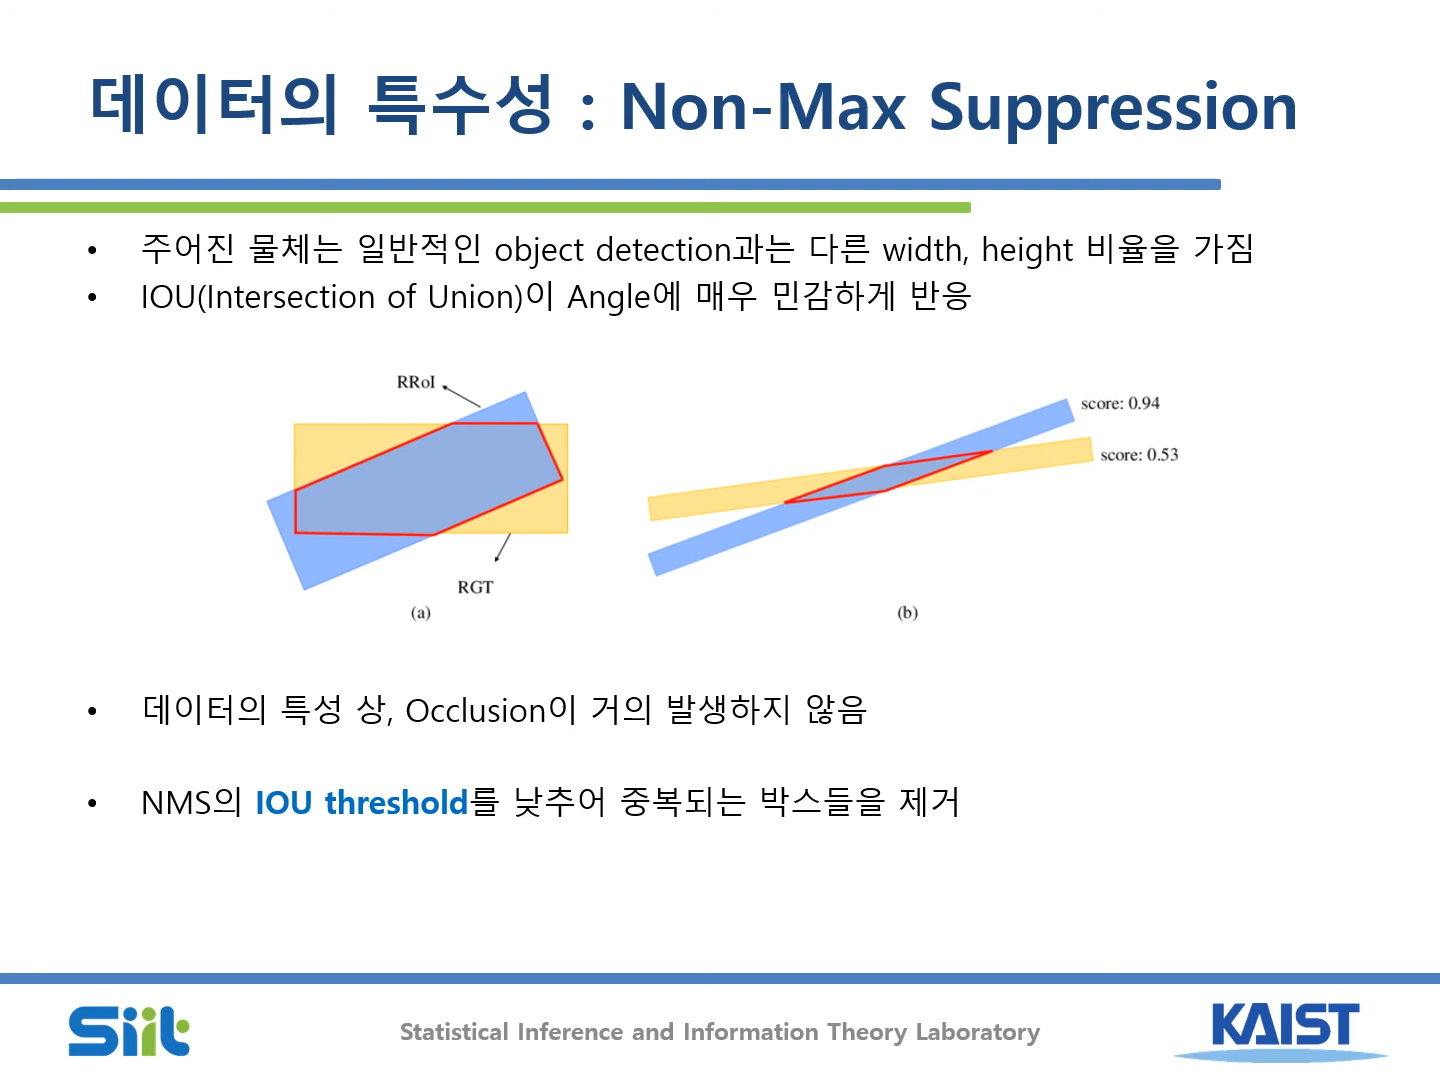 데이터의 특수성 : Non-Max Suppression
• 주어진 물체는 일반적인 object detection과는 다른 width, height 비율을 가짐
• IOU(Intersection of Union)이 Angle에 매우 민감하게 반응
RRoI
RGT
(a)
score: 0.94
score: 0.53
(b)
• 데이터의 특성 상, Occlusion이 거의 발생하지 않음
• NMS의 IOU threshold를 낮추어 중복되는 박스들을 제거
Siit
Statistical Inference and Information Theory Laboratory
KAIST